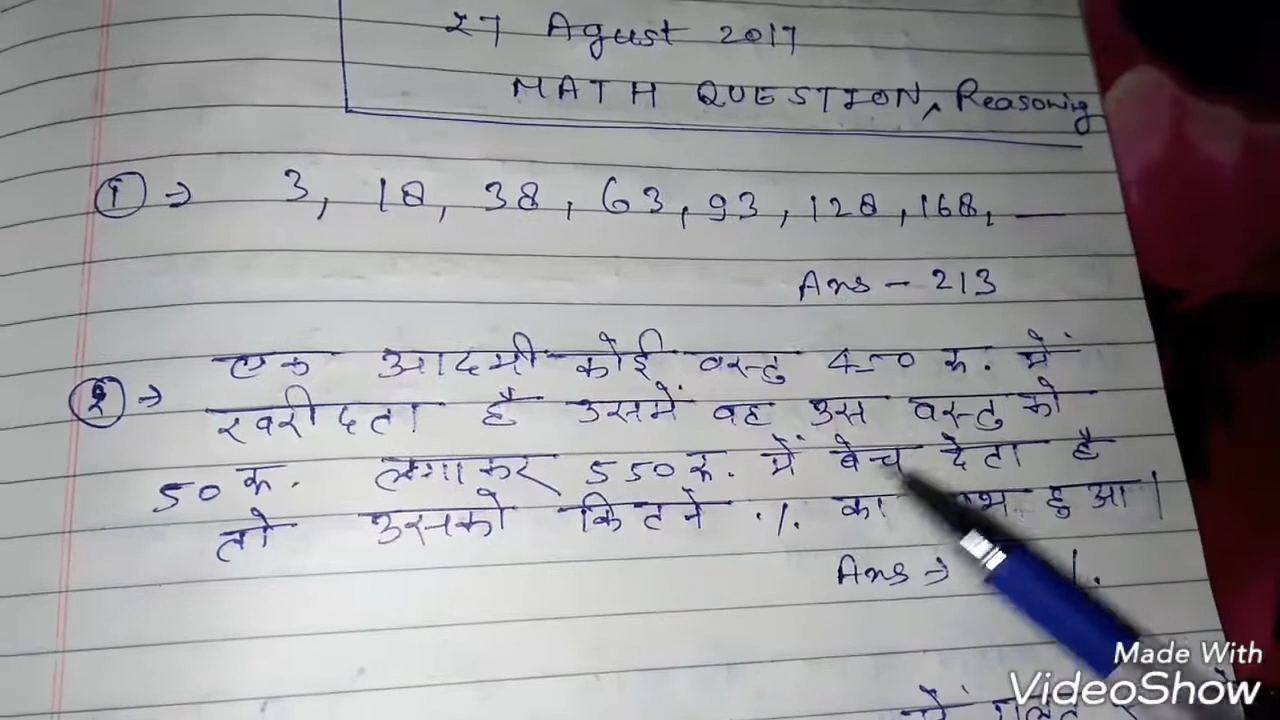 27 Agust 2017
MATH QUESTION, Reasoning
1 ⇒ 3, 18, 38, 63, 93, 128, 168, —
Ans – 213
2 ⇒ एक आदमी कोई वस्तु 450 रू. में
खरीदता है उसमें वह उस वस्तु को
50 रू. लगाकर 550 रू. में बेच देता है
तो उसको कितने % का हुआ।
Ans ⇒ %.
Made With
VideoShow